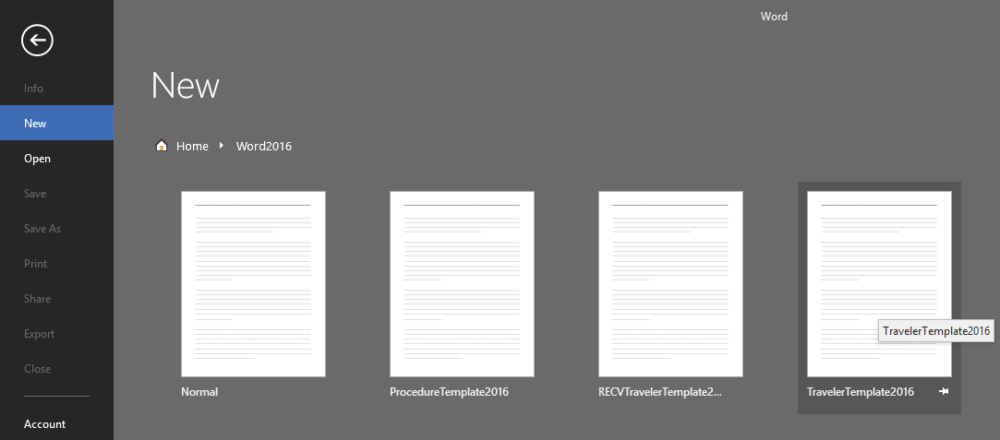 Word
Info
New
Open
Save
Save As
Print
Share
Export
Close
Account
New
Home Word2016
Normal
ProcedureTemplate2016
RECVTravelerTemplate2...
TravelerTemplate2016
TravelerTemplate2016